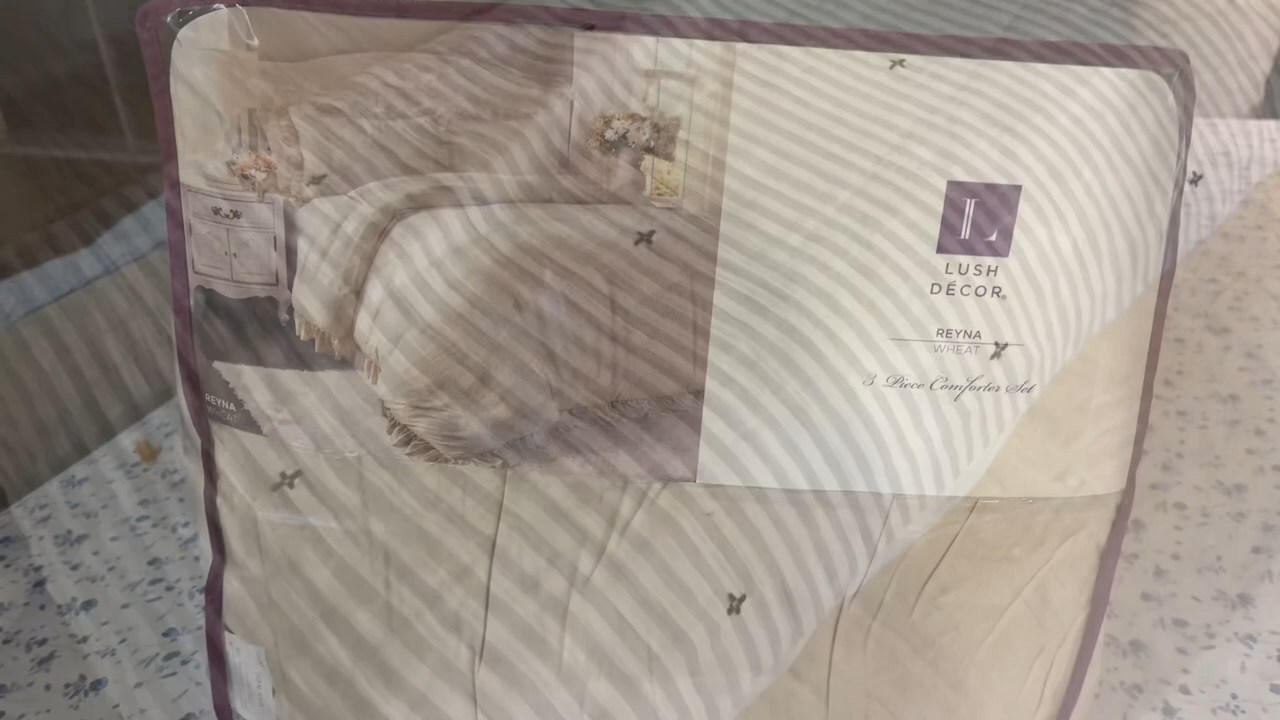 L
LUSH
DÉCOR®
REYNA
WHEAT
3 Piece Comforter Set
REYNA
WHEAT